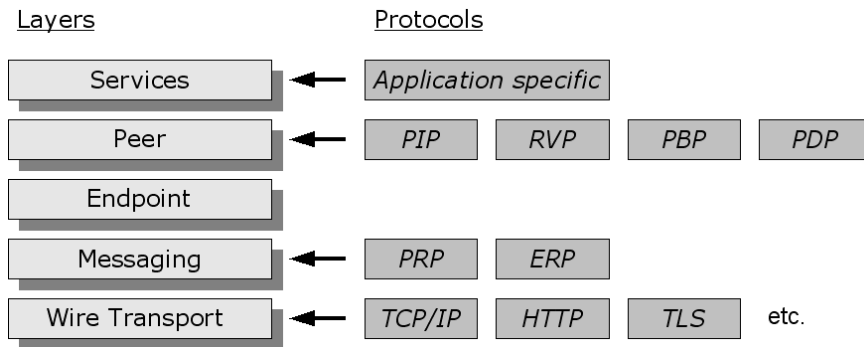 Layers Protocols
Services Application specific
Peer PIP RVP PBP PDP
Endpoint
Messaging PRP ERP
Wire Transport TCP/IP HTTP TLS etc.